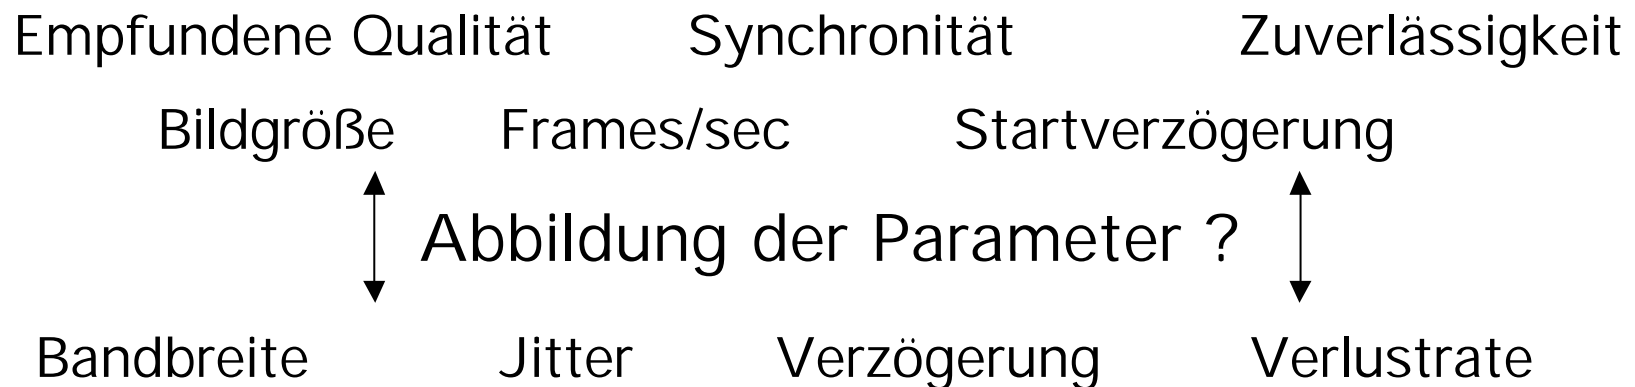 Empfundene Qualität Synchronität Zuverlässigkeit
Bildgröße Frames/sec Startverzögerung
Abbildung der Parameter ?
Bandbreite Jitter Verzögerung Verlustrate